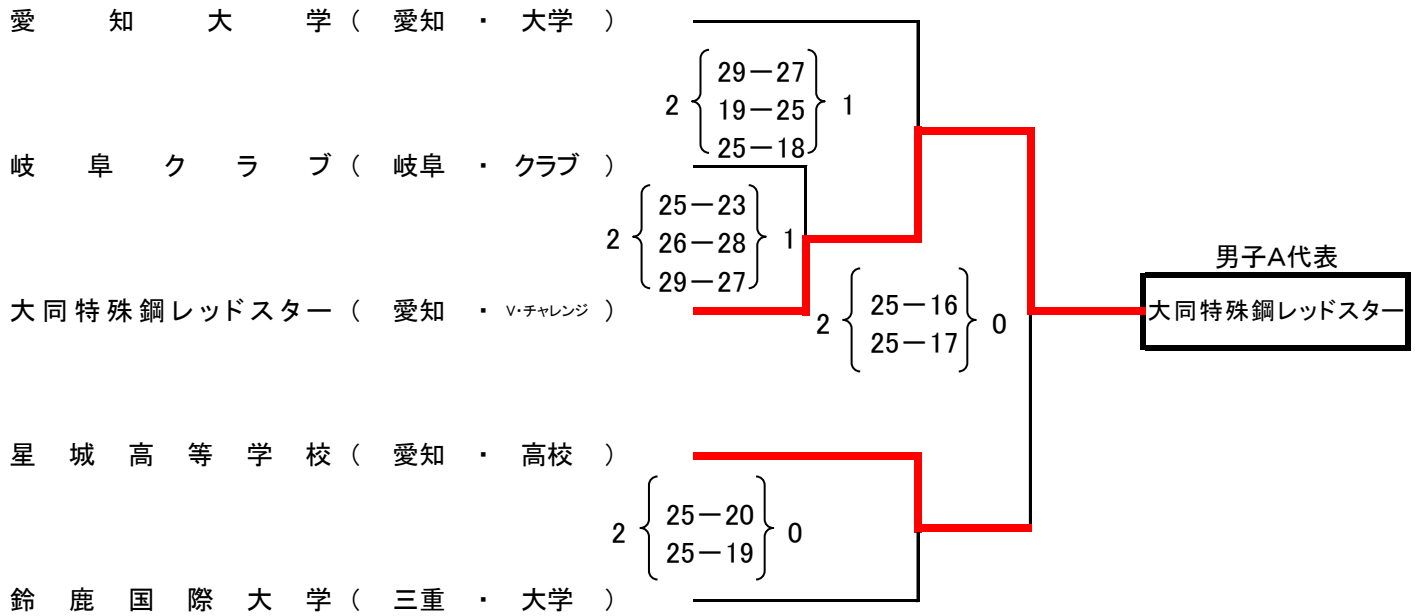 愛知大学（愛知・大学）
29－27
2 19－25 1
25－18
岐阜クラブ（岐阜・クラブ）
25－23
2 26－28 1
29－27
男子A代表
大同特殊鋼レッドスター（愛知・V・チャレンジ）
25－16
2 0
25－17
大同特殊鋼レッドスター
星城高等学校（愛知・高校）
25－20
2 0
25－19
鈴鹿国際大学（三重・大学）